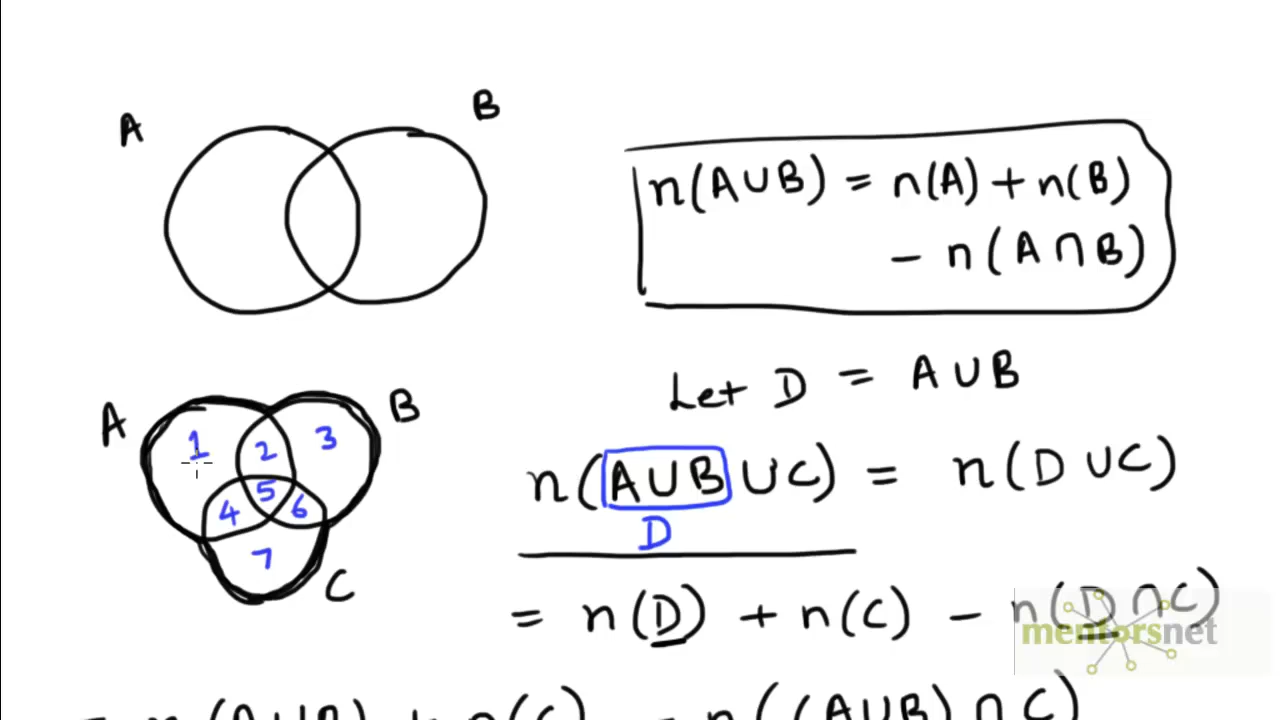 A
B
n(A∪B) = n(A) + n(B)
- n(A∩B)
Let D = A∪B
A
B
1
2
3
4
5
6
7
C
n(A∪B∪C) = n(D∪C)
D
= n(D) + n(C) - n(D∩C)
mentorsnet
= n(A∪B) + n(C) - n((A∪B)∩C)